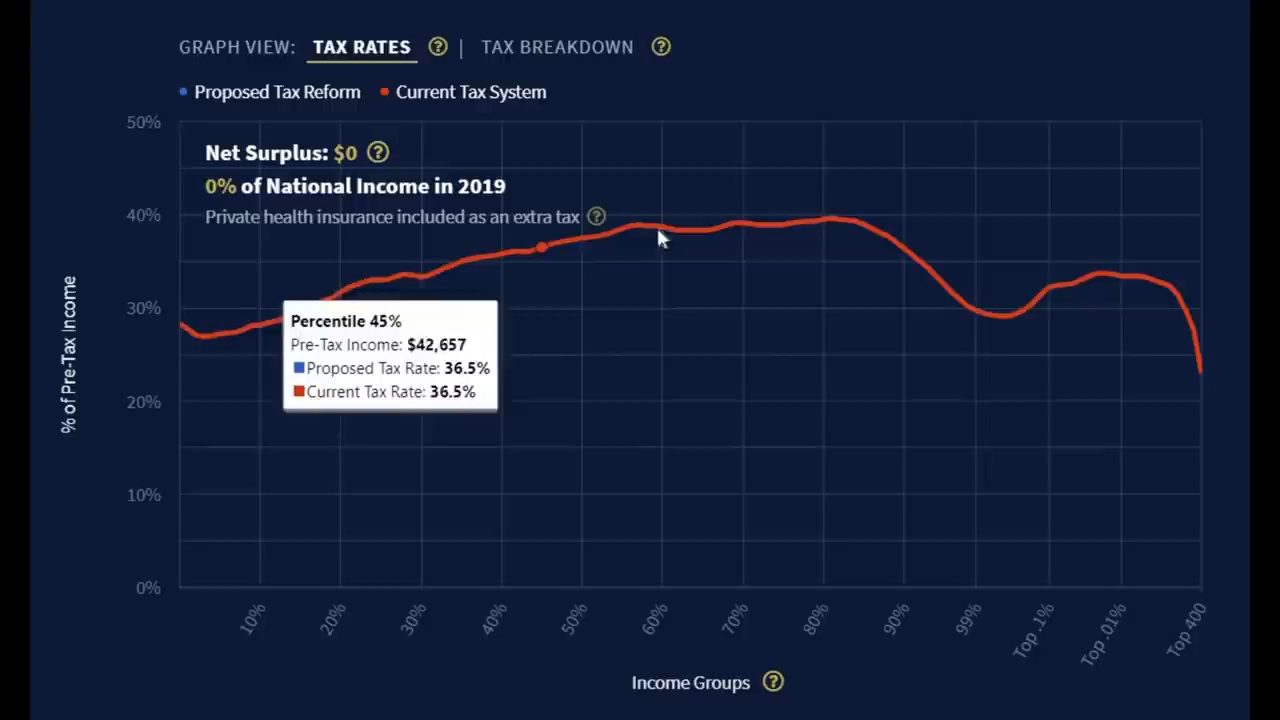 GRAPH VIEW: TAX RATES ? | TAX BREAKDOWN ?
Proposed Tax Reform Current Tax System
50%
Net Surplus: $0 ?
0% of National Income in 2019
40%
Private health insurance included as an extra tax ?
30%
Percentile 45%
Pre-Tax Income: $42,657
Proposed Tax Rate: 36.5%
Current Tax Rate: 36.5%
20%
10%
0%
% of Pre-Tax Income
10% 20% 30% 40% 50% 60% 70% 80% 90% 99% Top .1% Top .01% Top 400
Income Groups ?